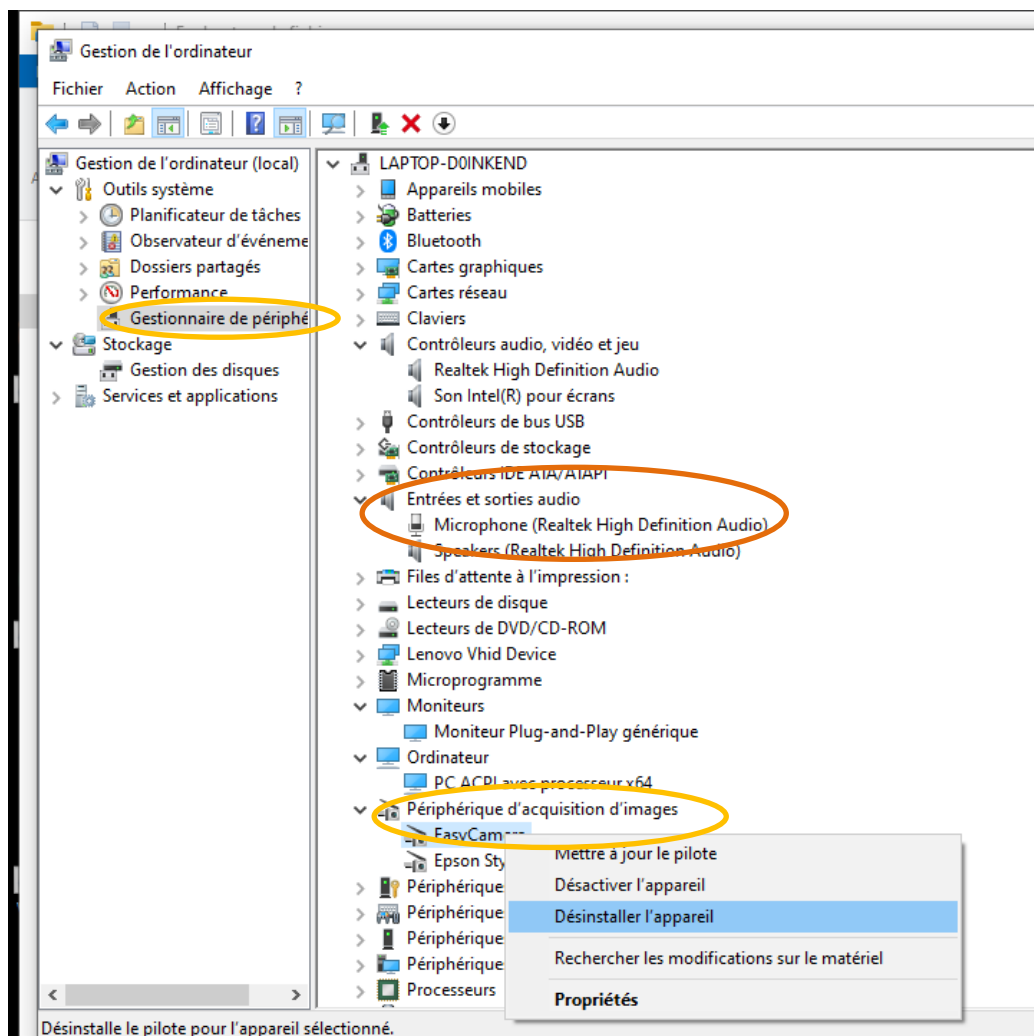 Gestion de l'ordinateur
Fichier Action Affichage ?
Gestion de l'ordinateur (local)
Outils système
Planificateur de tâches
Observateur d'événeme
Dossiers partagés
Performance
Gestionnaire de périphé
Stockage
Gestion des disques
Services et applications
LAPTOP-D0INKEND
Appareils mobiles
Batteries
Bluetooth
Cartes graphiques
Cartes réseau
Claviers
Contrôleurs audio, vidéo et jeu
Realtek High Definition Audio
Son Intel(R) pour écrans
Contrôleurs de bus USB
Contrôleurs de stockage
Contrôleurs IDE ATA/ATAPI
Entrées et sorties audio
Microphone (Realtek High Definition Audio)
Speakers (Realtek High Definition Audio)
Files d'attente à l'impression :
Lecteurs de disque
Lecteurs de DVD/CD-ROM
Lenovo Vhid Device
Microprogramme
Moniteurs
Moniteur Plug-and-Play générique
Ordinateur
PC ACPI avec processeur x64
Périphérique d'acquisition d'images
EasyCamera
Epson Sty
Périphérique
Périphérique
Périphérique
Périphérique
Processeurs
Mettre à jour le pilote
Désactiver l'appareil
Désinstaller l'appareil
Rechercher les modifications sur le matériel
Propriétés
Désinstalle le pilote pour l'appareil sélectionné.